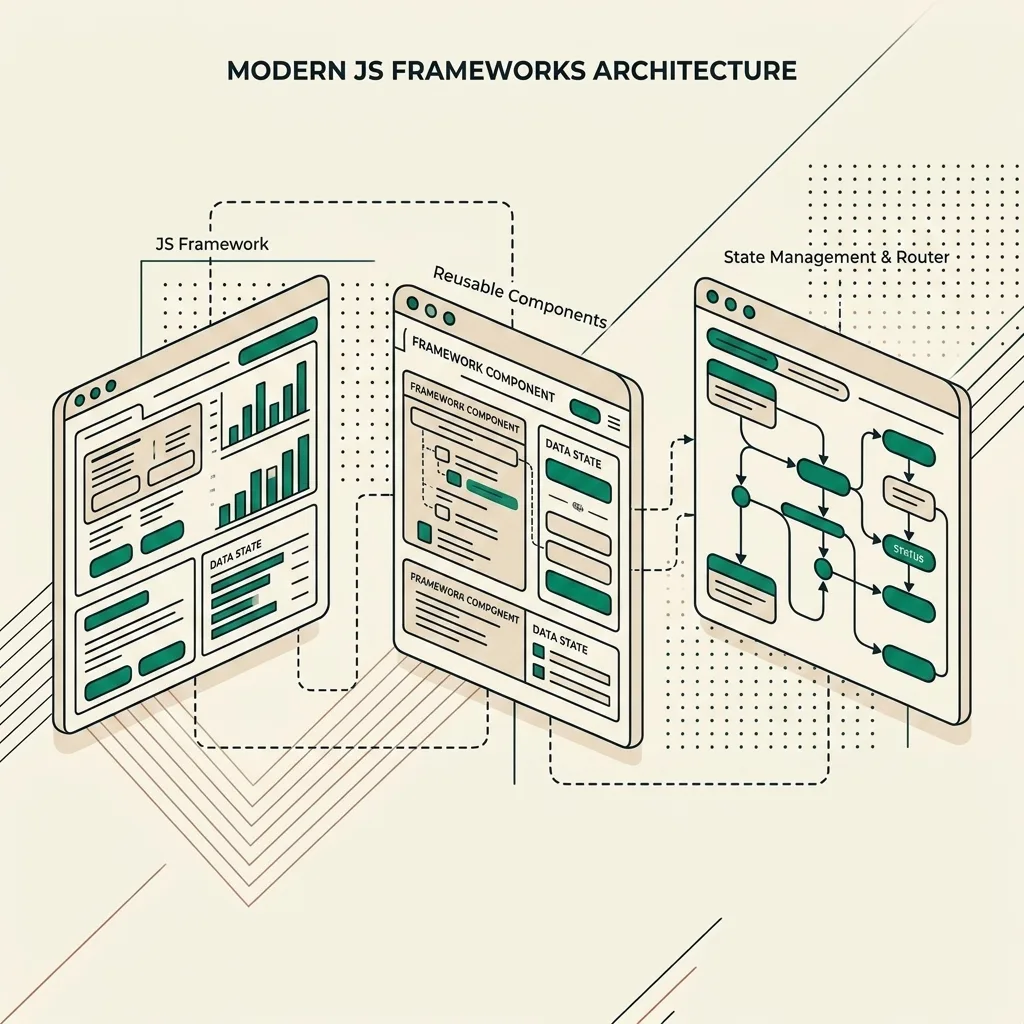 MODERN JS FRAMEWORKS ARCHITECTURE
JS Framework
DATA STATE
Reusable Components
FRAMEWORK COMPONENT
FRAMEWORK COMPONENT
DATA STATE
FRAMEWORK COMPGNENT
DATA STATE
State Management & Router
STATUS